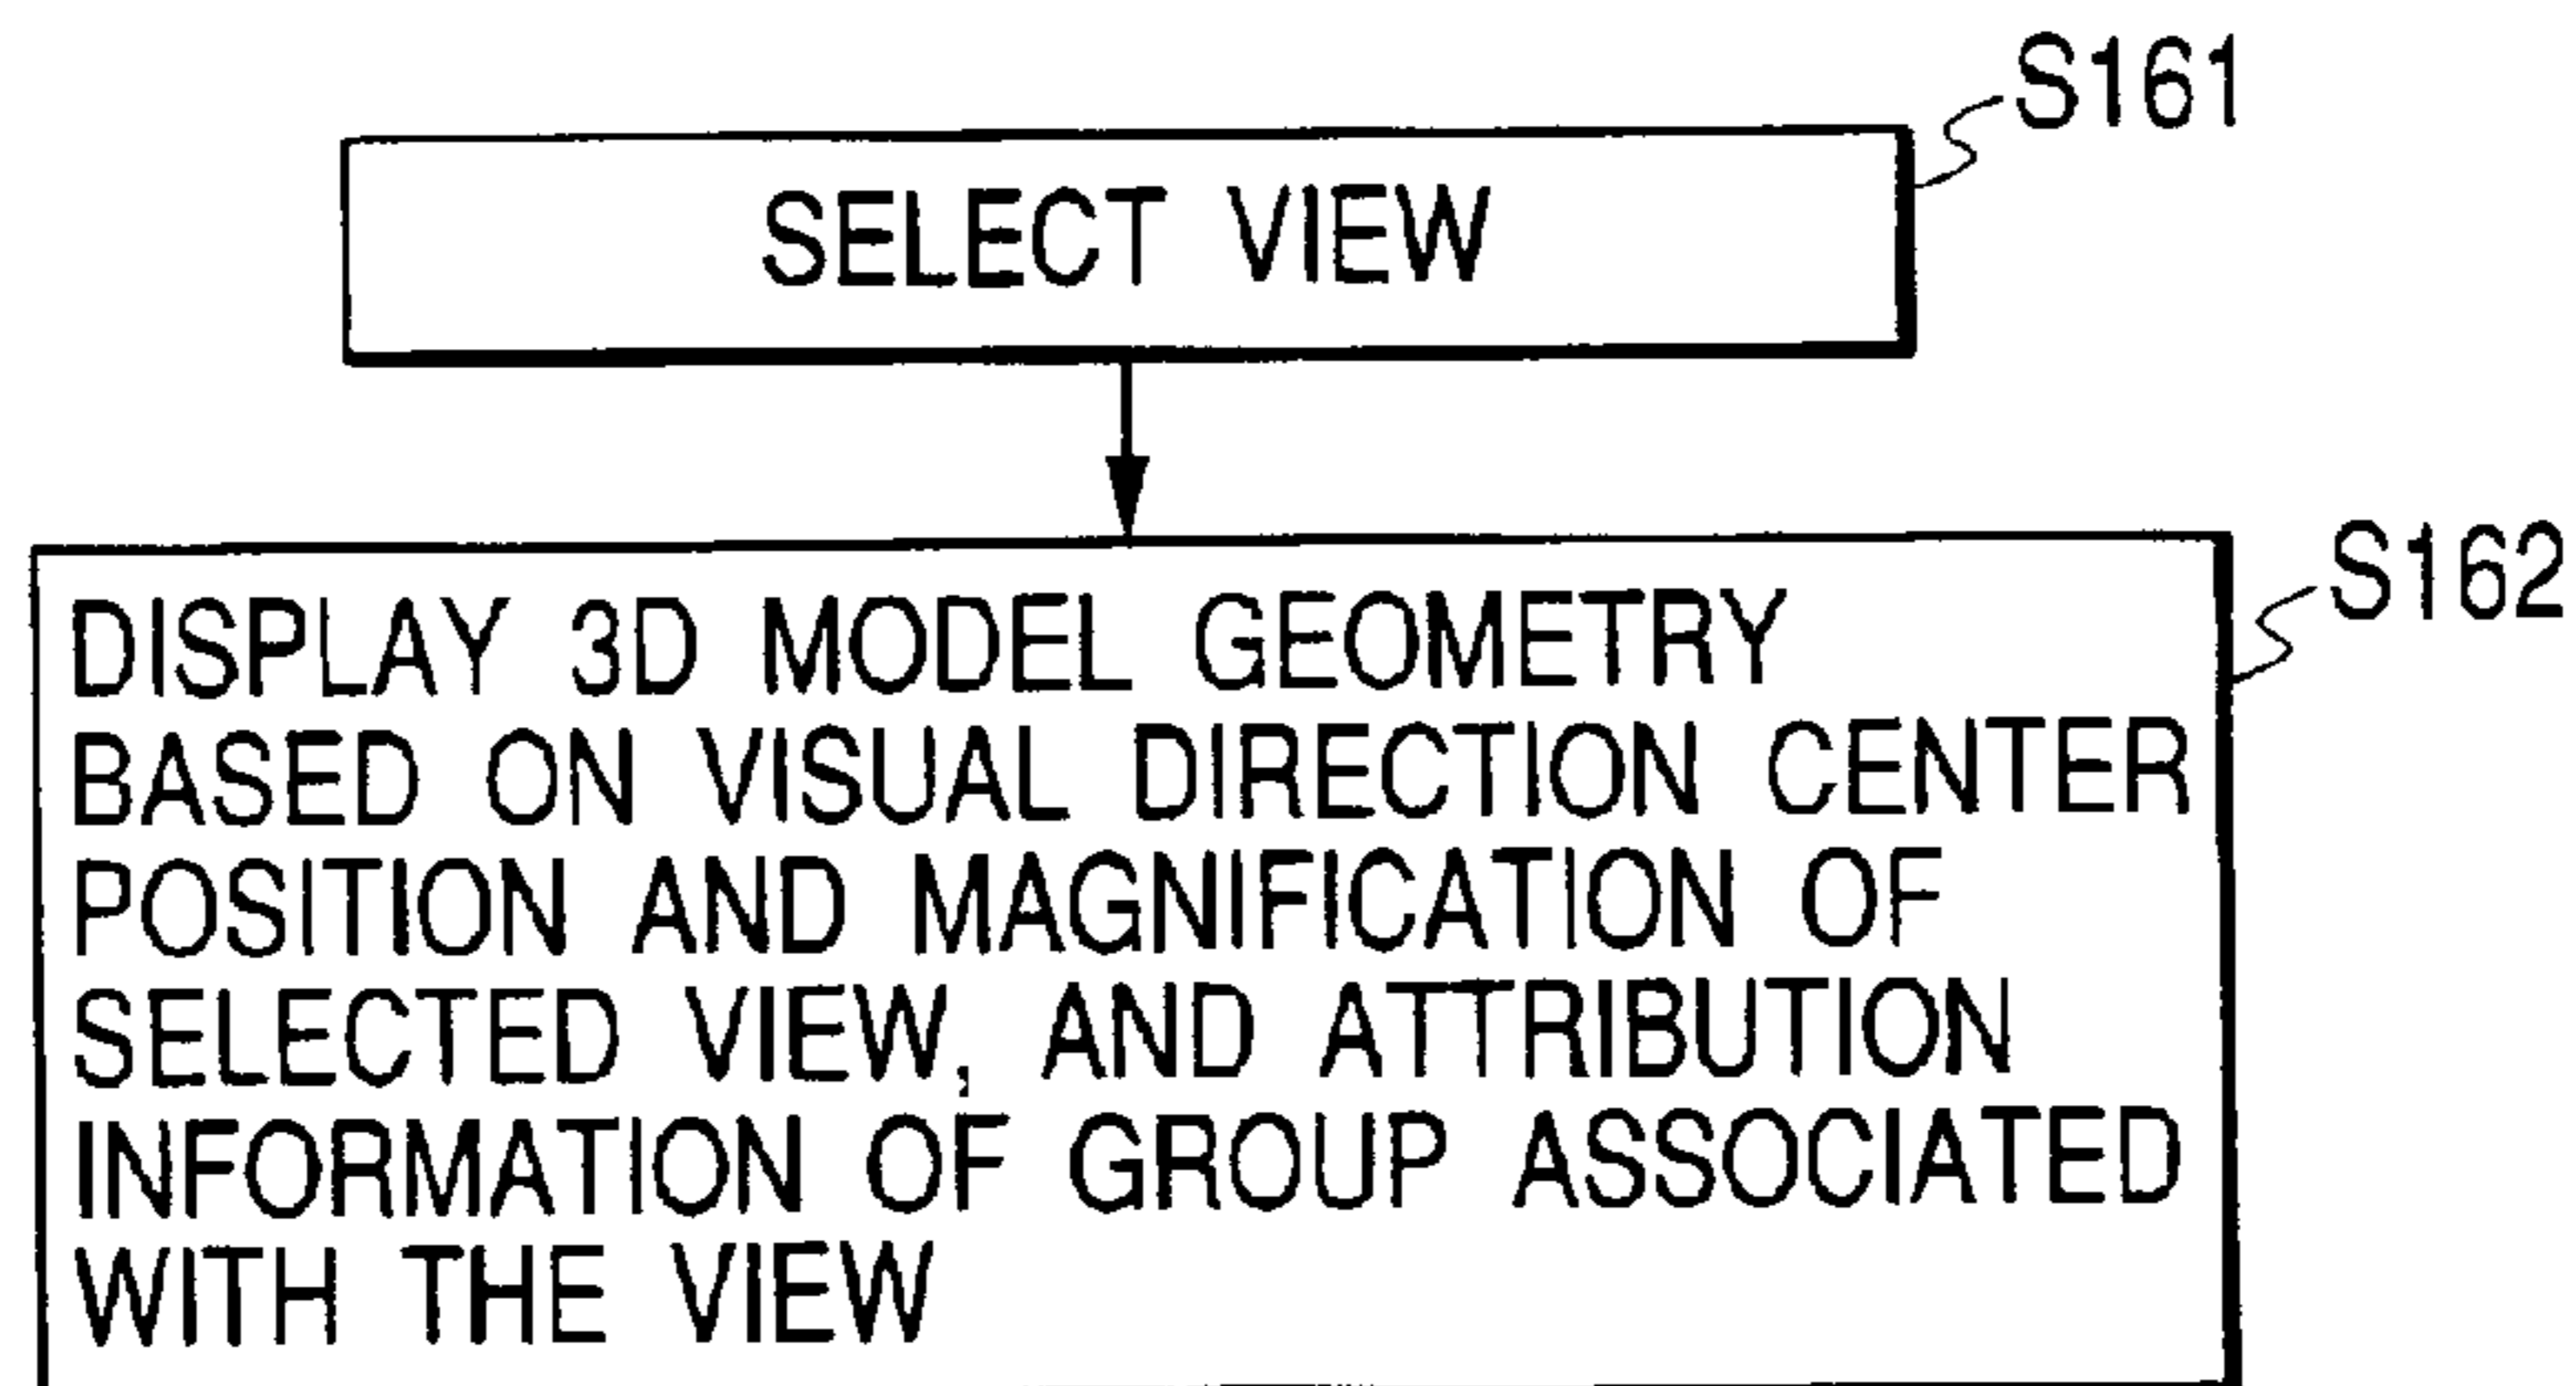 S161
SELECT VIEW
S162
DISPLAY 3D MODEL GEOMETRY
BASED ON VISUAL DIRECTION CENTER
POSITION AND MAGNIFICATION OF
SELECTED VIEW, AND ATTRIBUTION
INFORMATION OF GROUP ASSOCIATED
WITH THE VIEW